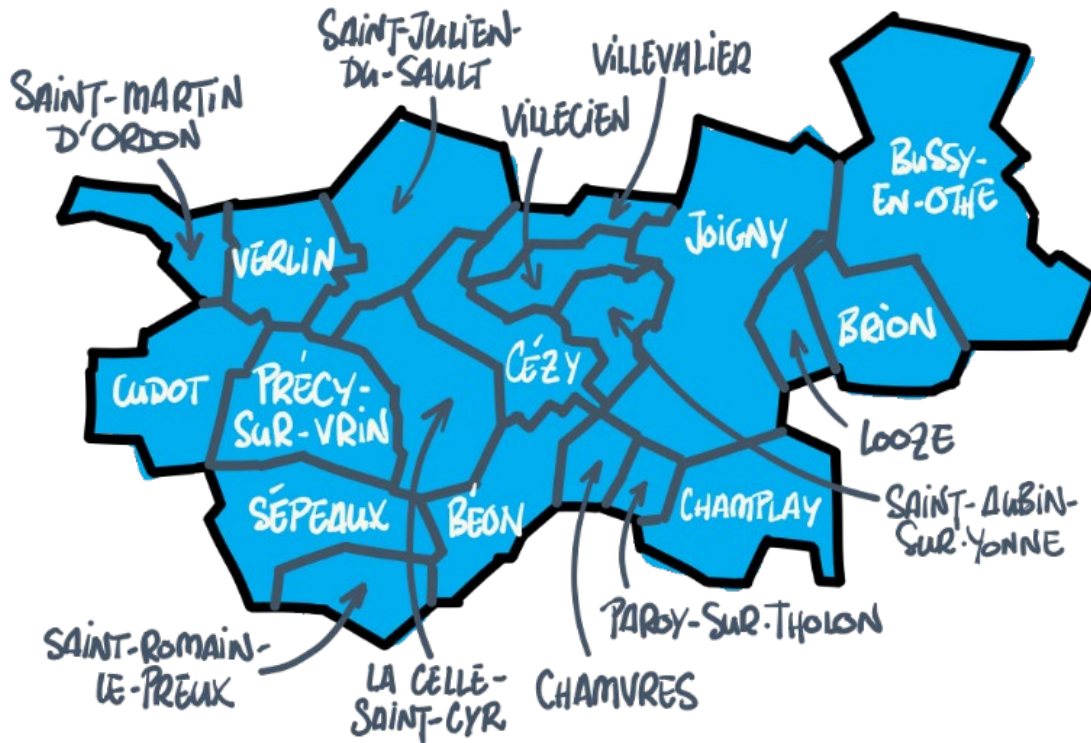 SAINT-JULIEN-
DU-SAULT
VILLEVALIER
SAINT-MARTIN
D'ORDON
VILLECIEN
BUSSY-
EN-OTHE
VERLIN
JOIGNY
BRION
CÉZY
CUDOT
PRÉCY-
SUR-VRIN
LOOZE
SÉPEAUX
BÉON
CHAMPLAY
SAINT-AUBIN-
SUR-YONNE
PAROY-SUR-THOLON
SAINT-ROMAIN-
LE-PREUX
LA CELLE-
SAINT-CYR
CHAMVRES